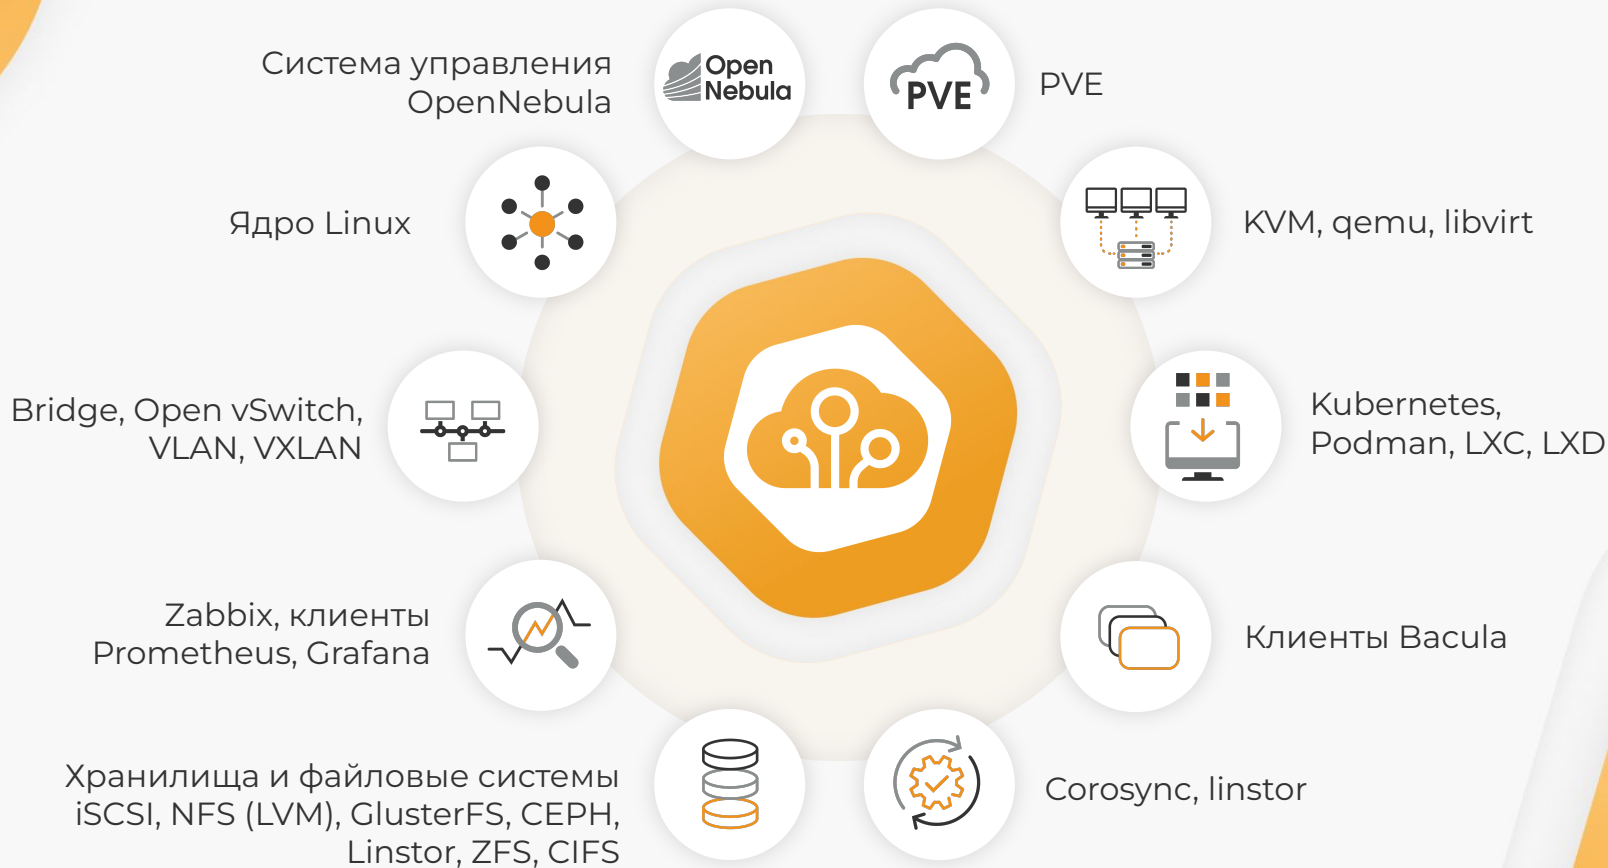 Система управления
OpenNebula
Open
Nebula
PVE
PVE
Ядро Linux
KVM, qemu, libvirt
Bridge, Open vSwitch,
VLAN, VXLAN
Kubernetes,
Podman, LXC, LXD
Zabbix, клиенты
Prometheus, Grafana
Клиенты Bacula
Хранилища и файловые системы
iSCSI, NFS (LVM), GlusterFS, CEPH,
Linstor, ZFS, CIFS
Corosync, linstor